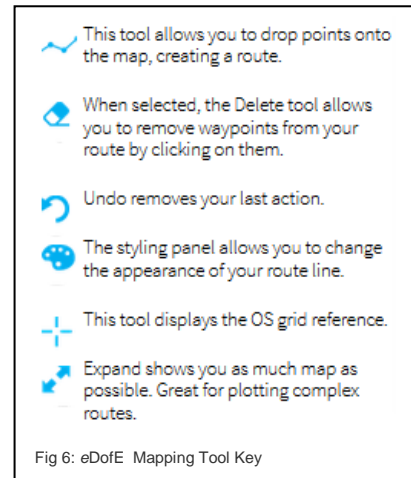 This tool allows you to drop points onto
the map, creating a route.
When selected, the Delete tool allows
you to remove waypoints from your
route by clicking on them.
Undo removes your last action.
The styling panel allows you to change
the appearance of your route line.
This tool displays the OS grid reference.
Expand shows you as much map as
possible. Great for plotting complex
routes.
Fig 6: eDofE Mapping Tool Key